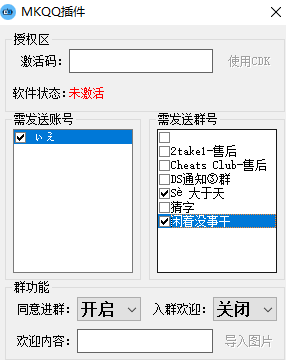 MKQQ插件
授权区
激活码: 使用CDK
软件状态:未激活
需发送账号
いえ
需发送群号
2take1-售后
Cheats Club-售后
DS通知③群
Sè 大于天
猜字
闲着没事干
群功能
同意进群: 开启 入群欢迎: 关闭
欢迎内容: 导入图片